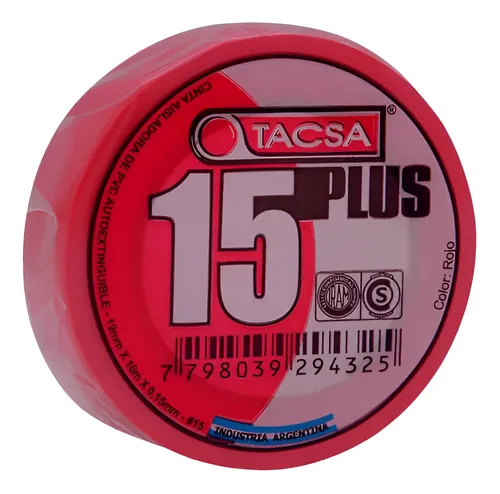 TACSA®
15 PLUS
IRAM
S
7 798039 294325
INDUSTRIA ARGENTINA
CINTA AISLADORA DE PVC AUTOEXTINGUIBLE - 19mm X 10m X 0,15mm - #15
Color: Rojo